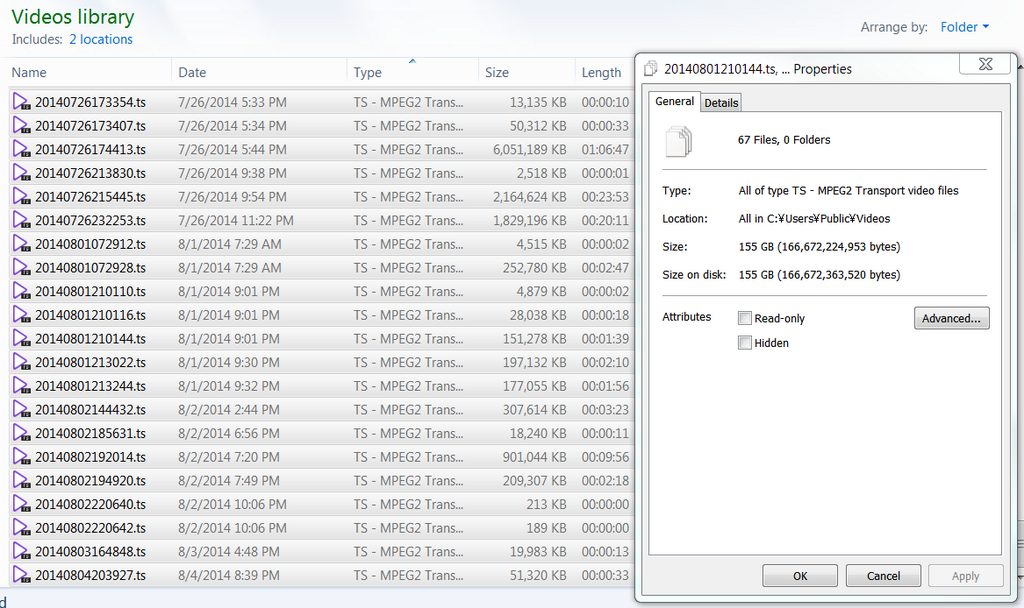 Videos library
Includes: 2 locations
Arrange by: Folder
Name Date Type Size Length
20140726173354.ts 7/26/2014 5:33 PM TS - MPEG2 Trans... 13,135 KB 00:00:10
20140726173407.ts 7/26/2014 5:34 PM TS - MPEG2 Trans... 50,312 KB 00:00:33
20140726174413.ts 7/26/2014 5:44 PM TS - MPEG2 Trans... 6,051,189 KB 01:06:47
20140726213830.ts 7/26/2014 9:38 PM TS - MPEG2 Trans... 2,518 KB 00:00:01
20140726215445.ts 7/26/2014 9:54 PM TS - MPEG2 Trans... 2,164,624 KB 00:23:53
20140726232253.ts 7/26/2014 11:22 PM TS - MPEG2 Trans... 1,829,196 KB 00:20:11
20140801072912.ts 8/1/2014 7:29 AM TS - MPEG2 Trans... 4,515 KB 00:00:02
20140801072928.ts 8/1/2014 7:29 AM TS - MPEG2 Trans... 252,780 KB 00:02:47
20140801210110.ts 8/1/2014 9:01 PM TS - MPEG2 Trans... 4,879 KB 00:00:02
20140801210116.ts 8/1/2014 9:01 PM TS - MPEG2 Trans... 28,038 KB 00:00:18
20140801210144.ts 8/1/2014 9:01 PM TS - MPEG2 Trans... 151,278 KB 00:01:39
20140801213022.ts 8/1/2014 9:30 PM TS - MPEG2 Trans... 197,132 KB 00:02:10
20140801213244.ts 8/1/2014 9:32 PM TS - MPEG2 Trans... 177,055 KB 00:01:56
20140802144432.ts 8/2/2014 2:44 PM TS - MPEG2 Trans... 307,614 KB 00:03:23
20140802185631.ts 8/2/2014 6:56 PM TS - MPEG2 Trans... 18,240 KB 00:00:11
20140802192014.ts 8/2/2014 7:20 PM TS - MPEG2 Trans... 901,044 KB 00:09:56
20140802194920.ts 8/2/2014 7:49 PM TS - MPEG2 Trans... 209,307 KB 00:02:18
20140802220640.ts 8/2/2014 10:06 PM TS - MPEG2 Trans... 213 KB 00:00:00
20140802220642.ts 8/2/2014 10:06 PM TS - MPEG2 Trans... 189 KB 00:00:00
20140803164848.ts 8/3/2014 4:48 PM TS - MPEG2 Trans... 19,983 KB 00:00:13
20140804203927.ts 8/4/2014 8:39 PM TS - MPEG2 Trans... 51,320 KB 00:00:33
20140801210144.ts, ... Properties
General Details
67 Files, 0 Folders
Type: All of type TS - MPEG2 Transport video files
Location: All in C:¥Users¥Public¥Videos
Size: 155 GB (166,672,224,953 bytes)
Size on disk: 155 GB (166,672,363,520 bytes)
Attributes Read-only Advanced...
Hidden
OK Cancel Apply